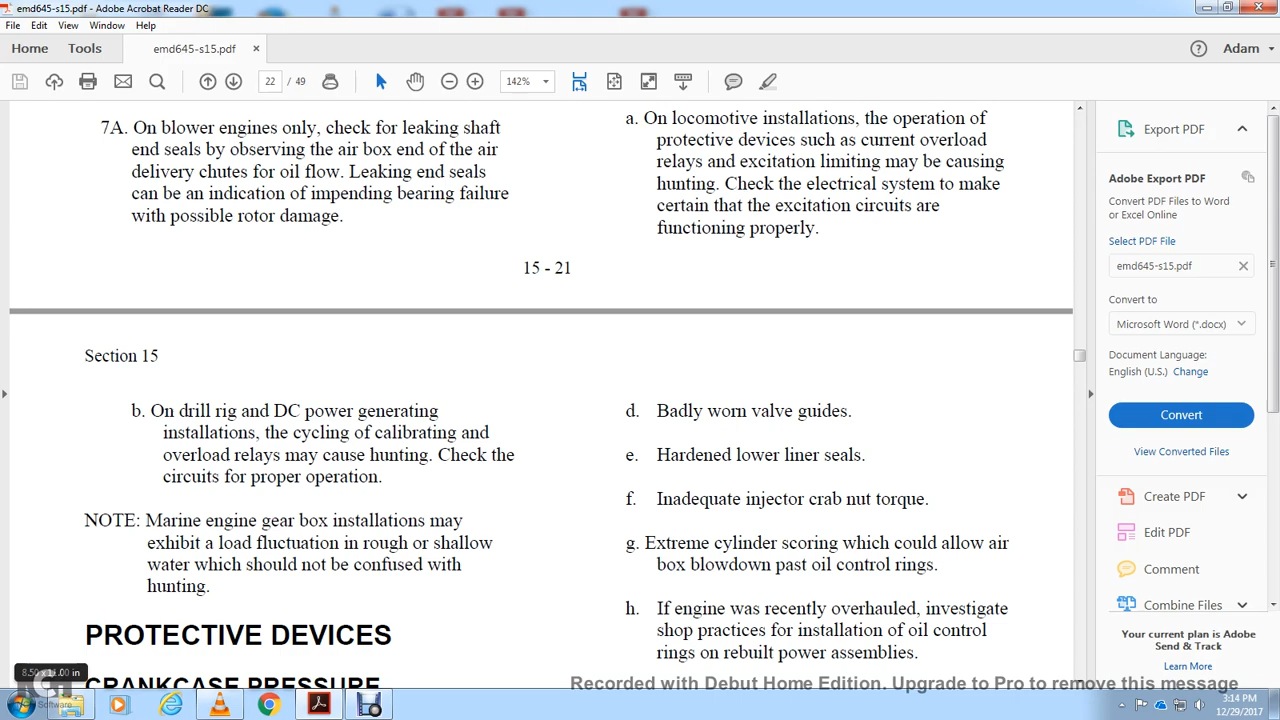 emd645-s15.pdf - Adobe Acrobat Reader DC
File Edit View Window Help
Home Tools emd645-s15.pdf × Adam
22 / 49 142%
7A. On blower engines only, check for leaking shaft
end seals by observing the air box end of the air
delivery chutes for oil flow. Leaking end seals
can be an indication of impending bearing failure
with possible rotor damage.
a. On locomotive installations, the operation of
protective devices such as current overload
relays and excitation limiting may be causing
hunting. Check the electrical system to make
certain that the excitation circuits are
functioning properly.
15 - 21
Section 15
b. On drill rig and DC power generating
installations, the cycling of calibrating and
overload relays may cause hunting. Check the
circuits for proper operation.
NOTE: Marine engine gear box installations may
exhibit a load fluctuation in rough or shallow
water which should not be confused with
hunting.
PROTECTIVE DEVICES
CRANKCASE PRESSURE
d. Badly worn valve guides.
e. Hardened lower liner seals.
f. Inadequate injector crab nut torque.
g. Extreme cylinder scoring which could allow air
box blowdown past oil control rings.
h. If engine was recently overhauled, investigate
shop practices for installation of oil control
rings on rebuilt power assemblies.
Export PDF
Adobe Export PDF
Convert PDF Files to Word
or Excel Online
Select PDF File
emd645-s15.pdf
Convert to
Microsoft Word (*.docx)
Document Language:
English (U.S.) Change
Convert
View Converted Files
Create PDF
Edit PDF
Comment
Combine Files
Your current plan is Adobe
Send & Track
Learn More
8.50 x 11.00 in
Software
Recorded with Debut Home Edition. Upgrade to Pro to remove this message
3:14 PM
12/29/2017